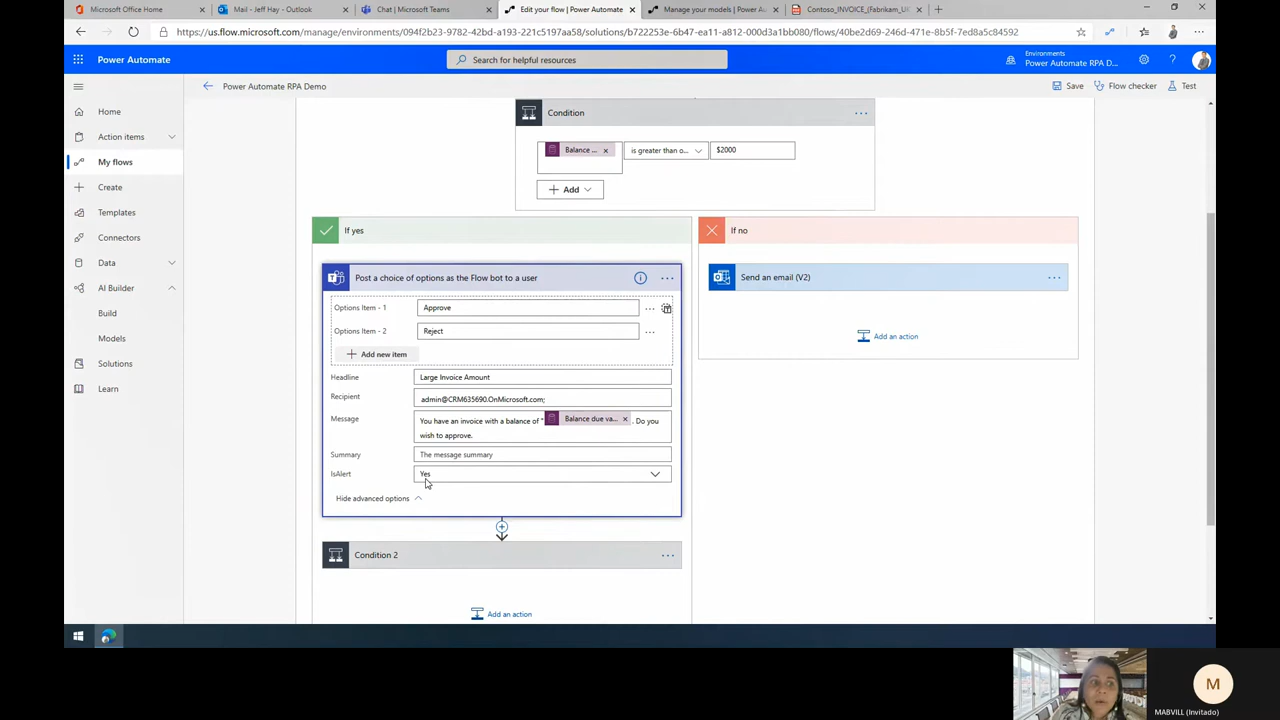 Microsoft Office Home
Mail - Jeff Hay - Outlook
Chat | Microsoft Teams
Edit your flow | Power Automate
Manage your models | Power Au
Contoso_INVOICE_(Fabrikam_UK
https://us.flow.microsoft.com/manage/environments/094f2b23-9782-42bd-a193-221c5197aa58/solutions/b722253e-6b47-ea11-a812-000d3a1bb080/flows/40be2d69-246d-471e-8b5f-7ed8a5c84592
Power Automate
Search for helpful resources
Environments
Power Automate RPA D...
Power Automate RPA Demo
Save
Flow checker
Test
Home
Action items
My flows
Create
Templates
Connectors
Data
AI Builder
Build
Models
Solutions
Learn
Condition
Balance ...
is greater than o...
$2000
Add
If yes
If no
Post a choice of options as the Flow bot to a user
Send an email (V2)
Add an action
Options Item - 1
Approve
Options Item - 2
Reject
Add new item
Headline
Large Invoice Amount
Recipient
admin@CRM635690.OnMicrosoft.com;
Message
You have an invoice with a balance of " Balance due va... . Do you
wish to approve.
Summary
The message summary
IsAlert
Yes
Hide advanced options
Condition 2
Add an action
M
MABVILL (Invitado)